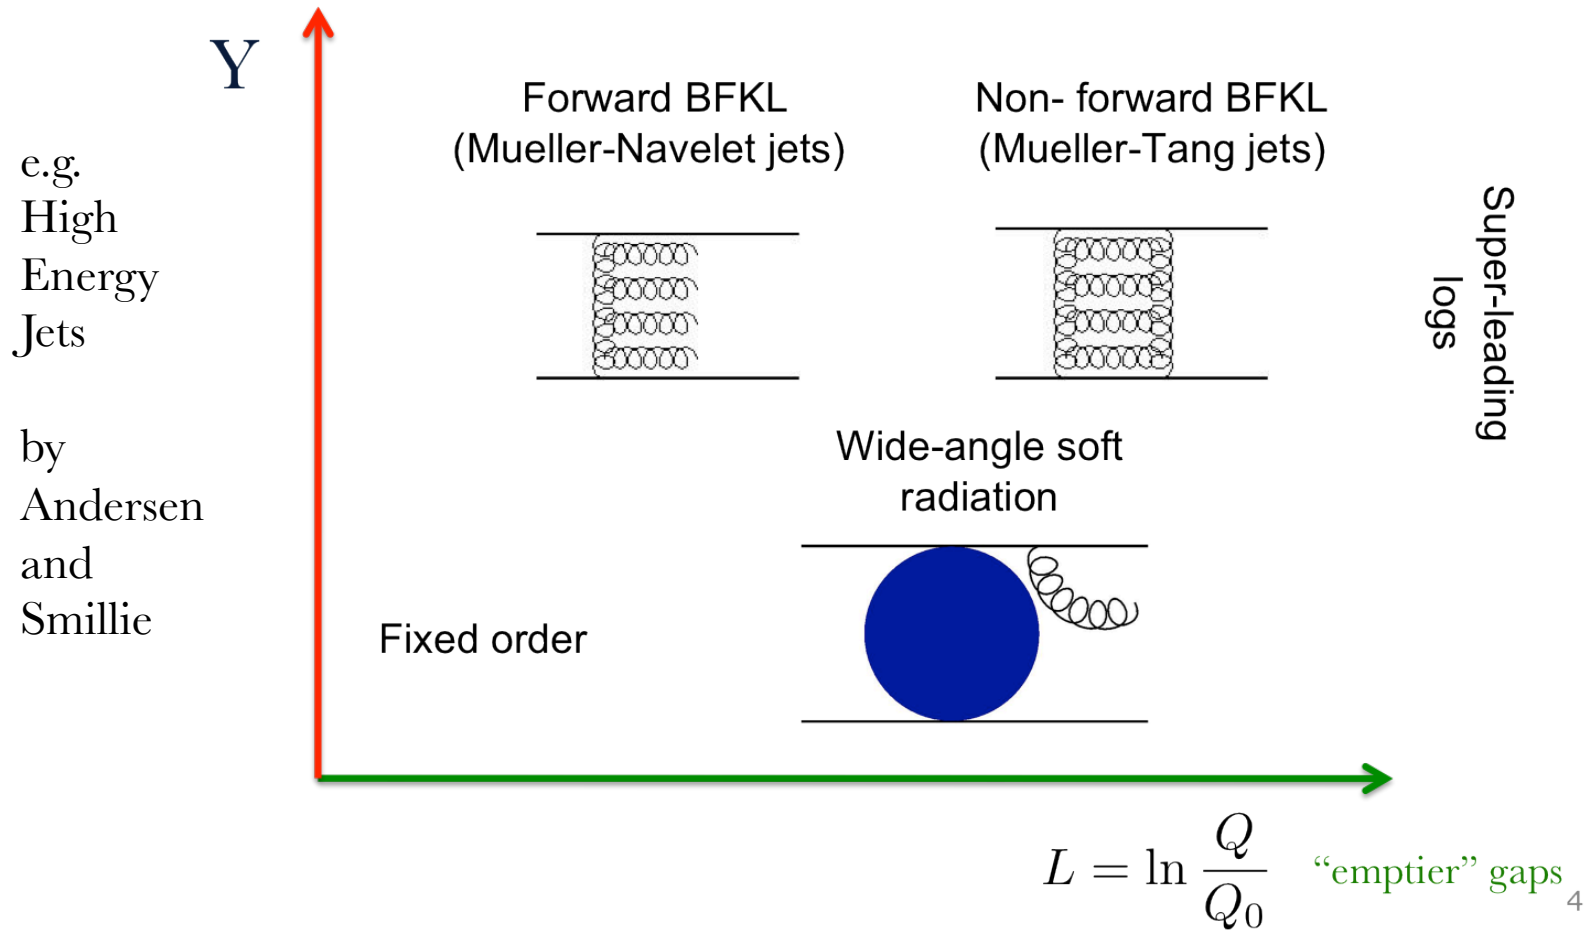 Y
e.g.
High
Energy
Jets
by
Andersen
and
Smillie
Forward BFKL
(Mueller-Navelet jets)
Non- forward BFKL
(Mueller-Tang jets)
Super-leading
logs
Wide-angle soft
radiation
Fixed order
L = ln Q/Q₀
“emptier” gaps
4